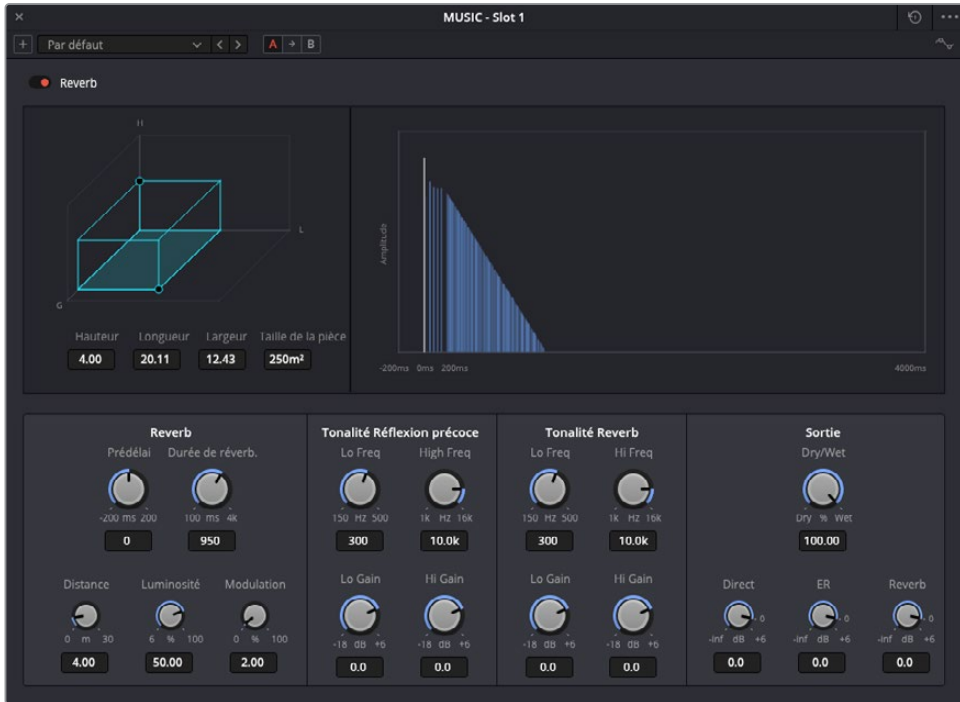 MUSIC - Slot 1
Par défaut
A
B
Reverb
H
L
G
Hauteur Longueur Largeur Taille de la pièce
4.00 20.11 12.43 250m²
Amplitude
-200ms 0ms 200ms 4000ms
Reverb
Prédélai Durée de réverb.
-200 ms 200 100 ms 4k
0 950
Distance Luminosité Modulation
0 m 30 6 % 100 0 % 100
4.00 50.00 2.00
Tonalité Réflexion précoce
Lo Freq High Freq
150 Hz 500 1k Hz 16k
300 10.0k
Lo Gain Hi Gain
-18 dB +6 -18 dB +6
0.0 0.0
Tonalité Reverb
Lo Freq Hi Freq
150 Hz 500 1k Hz 16k
300 10.0k
Lo Gain Hi Gain
-18 dB +6 -18 dB +6
0.0 0.0
Sortie
Dry/Wet
Dry % Wet
100.00
Direct ER Reverb
0 0 0
-Inf dB +6 -Inf dB +6 -Inf dB +6
0.0 0.0 0.0